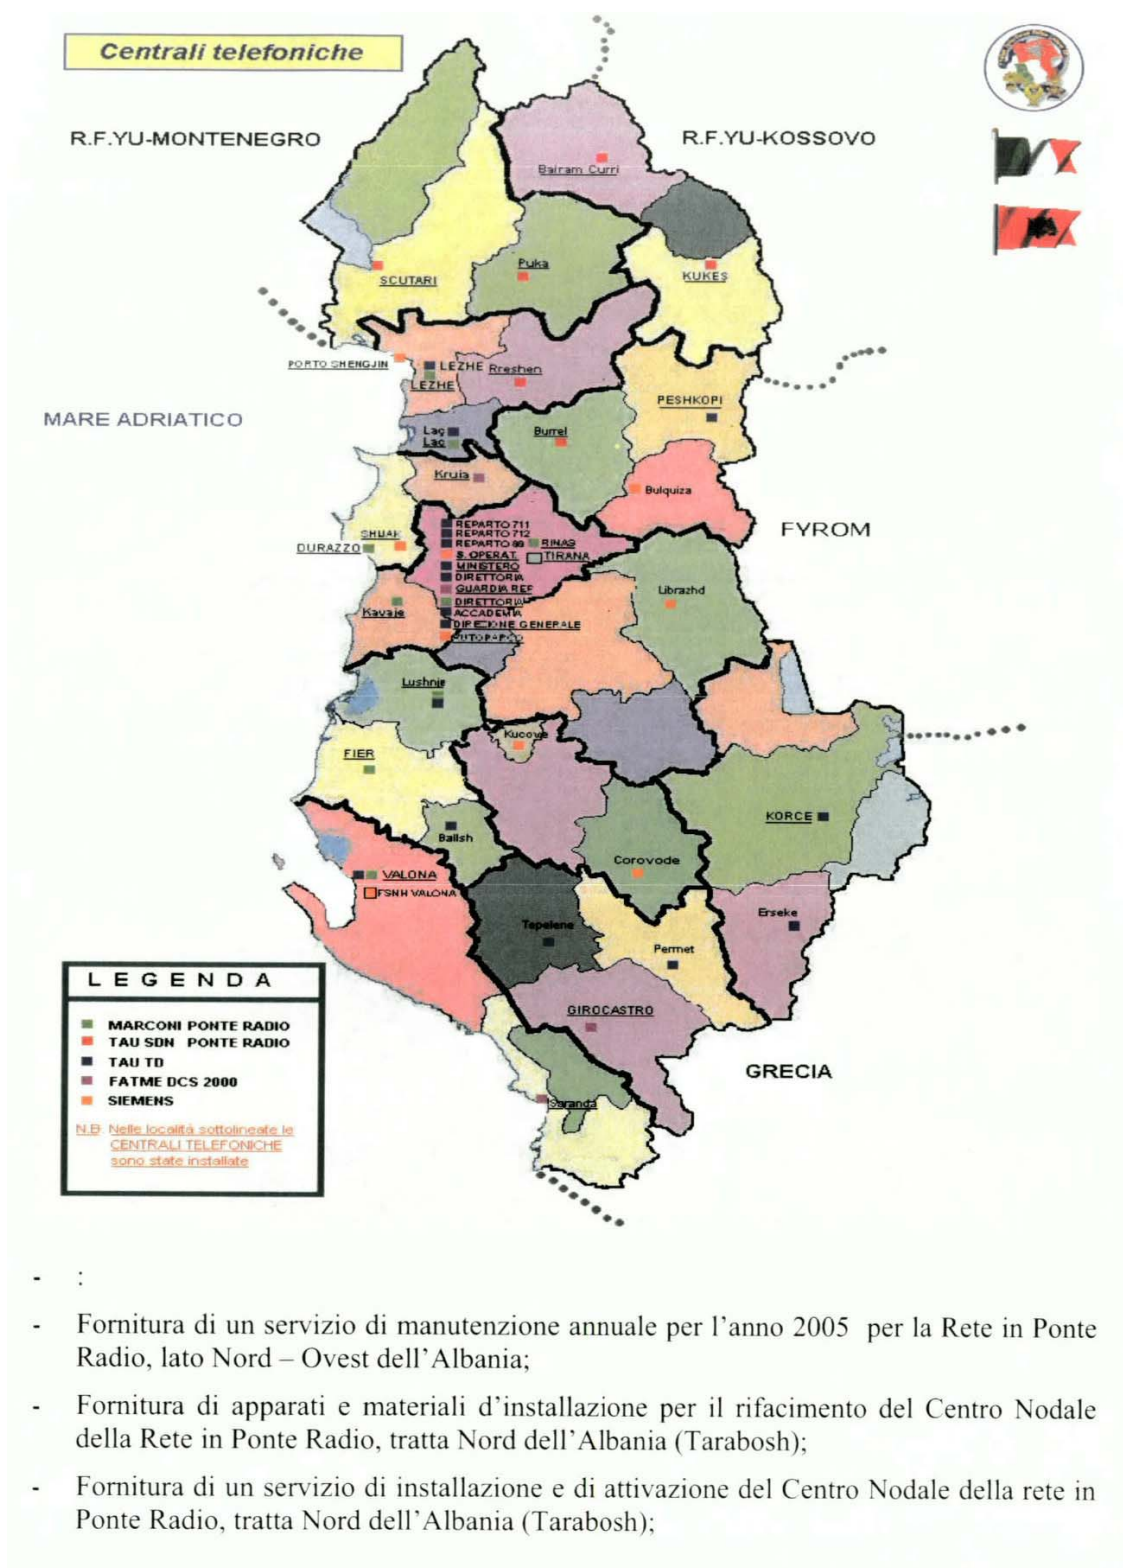 Centrali telefoniche
R.F.YU-MONTENEGRO
R.F.YU-KOSSOVO
Bairam Curri
Puka
SCUTARI
KUKES
PORTO SHENGJIN
LEZHE
LEZHE
Rreshen
PESHKOPI
MARE ADRIATICO
Laç
Laç
Burrel
Kruja
Bulquiza
SHIJAK
DURAZZO
FYROM
REPARTO 711
REPARTO 712
REPARTO
RINAS
S. OPERAT.
TIRANA
MINISTERO
DIRETTORIA
GUARDIA REP
DIRETTORIA
ACCADEMIA
DIREZIONE GENERALE
AUTOPARCO
Librazhd
Kavaje
Lushnje
Kucove
FIER
KORCE
Ballsh
Corovode
VALONA
FSNH VALONA
Erseke
Tepelene
Permet
GIROCASTRO
GRECIA
Saranda
LEGENDA
MARCONI PONTE RADIO
TAU SDN PONTE RADIO
TAU TD
FATME DCS 2000
SIEMENS
N.B. Nelle località sottolineate le
CENTRALI TELEFONICHE
sono state installate
- :
- Fornitura di un servizio di manutenzione annuale per l'anno 2005 per la Rete in Ponte
Radio, lato Nord – Ovest dell'Albania;
- Fornitura di apparati e materiali d'installazione per il rifacimento del Centro Nodale
della Rete in Ponte Radio, tratta Nord dell'Albania (Tarabosh);
- Fornitura di un servizio di installazione e di attivazione del Centro Nodale della rete in
Ponte Radio, tratta Nord dell'Albania (Tarabosh);